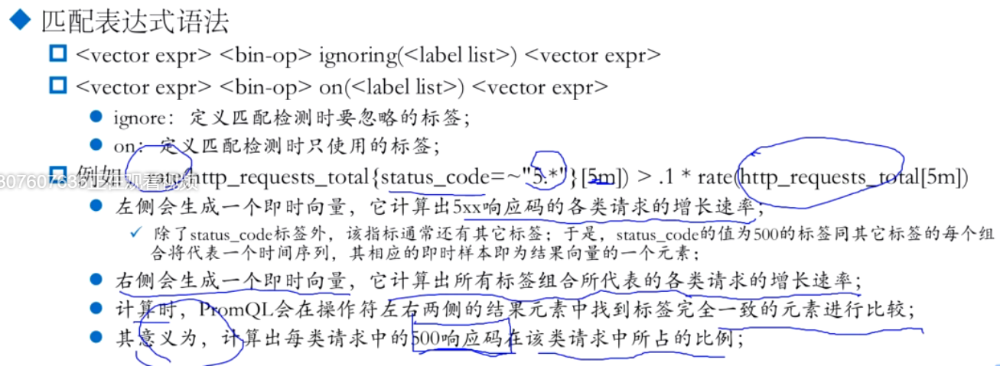 匹配表达式语法
<vector expr> <bin-op> ignoring(<label list>) <vector expr>
<vector expr> <bin-op> on(<label list>) <vector expr>
ignore：定义匹配检测时要忽略的标签；
on：定义匹配检测时只使用的标签；
例如，rate(http_requests_total{status_code=~"5.*"}[5m]) > .1 * rate(http_requests_total[5m])
左侧会生成一个即时向量，它计算出5xx响应码的各类请求的增长速率；
除了status_code标签外，该指标通常还有其它标签；于是，status_code的值为500的标签同其它标签的每个组
合将代表一个时间序列，其相应的即时样本即为结果向量的一个元素；
右侧会生成一个即时向量，它计算出所有标签组合所代表的各类请求的增长速率；
计算时，PromQL会在操作符左右两侧的结果元素中找到标签完全一致的元素进行比较；
其意义为，计算出每类请求中的500响应码在该类请求中所占的比例；